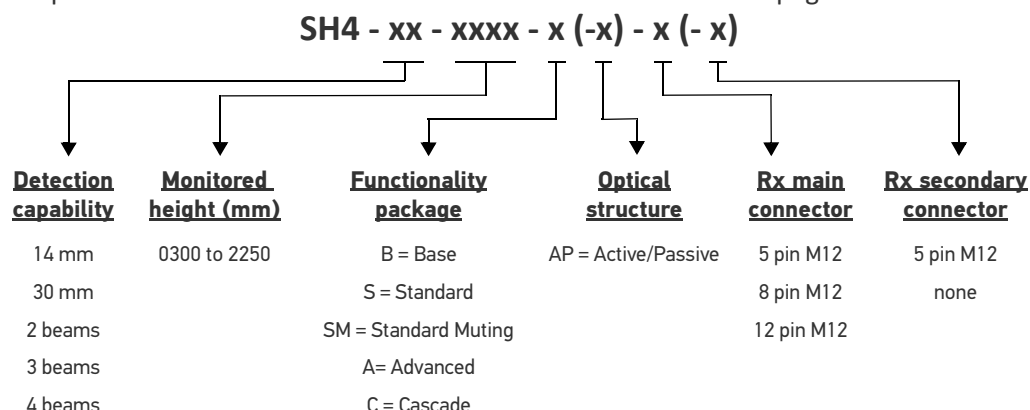 SH4 - xx - xxxx - x (-x) - x (- x)
Detection capability
Monitored height (mm)
Functionality package
Optical structure
Rx main connector
Rx secondary connector
14 mm
0300 to 2250
B = Base
AP = Active/Passive
5 pin M12
5 pin M12
30 mm
S = Standard
8 pin M12
none
2 beams
SM = Standard Muting
12 pin M12
3 beams
A= Advanced
4 beams
C = Cascade